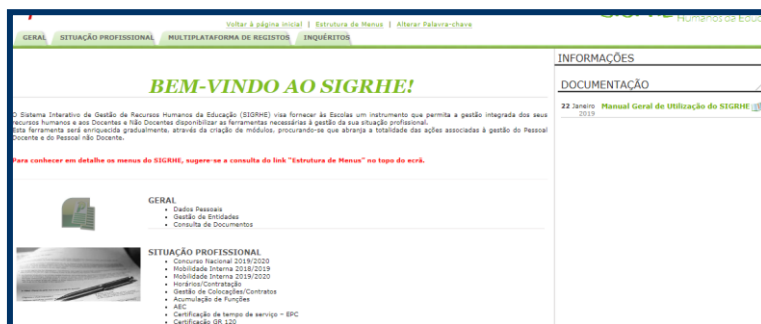 Voltar à página inicial | Estrutura de Menus | Alterar Palavra-chave
Humanos da Educ
GERAL SITUAÇÃO PROFISSIONAL MULTIPLATAFORMA DE REGISTOS INQUÉRITOS
INFORMAÇÕES
BEM-VINDO AO SIGRHE!
DOCUMENTAÇÃO
22 Janeiro 2019 Manual Geral de Utilização do SIGRHE
O Sistema Interativo de Gestão de Recursos Humanos da Educação (SIGRHE) visa fornecer às Escolas um instrumento que permita a gestão integrada dos seus
recursos humanos e aos Docentes e Não Docentes disponibilizar as ferramentas necessárias à gestão da sua situação profissional.
Esta ferramenta será enriquecida gradualmente, através da criação de módulos, procurando-se que abranja a totalidade das ações associadas à gestão do Pessoal
Docente e do Pessoal não Docente.
Para conhecer em detalhe os menus do SIGRHE, sugere-se a consulta do link "Estrutura de Menus" no topo do ecrã.
GERAL
• Dados Pessoais
• Gestão de Entidades
• Consulta de Documentos
SITUAÇÃO PROFISSIONAL
• Concurso Nacional 2019/2020
• Mobilidade Interna 2018/2019
• Mobilidade Interna 2019/2020
• Horários/Contratação
• Gestão de Colocações/Contratos
• Acumulação de Funções
• AEC
• Certificação de tempo de serviço – EPC
• Certificação GR 120